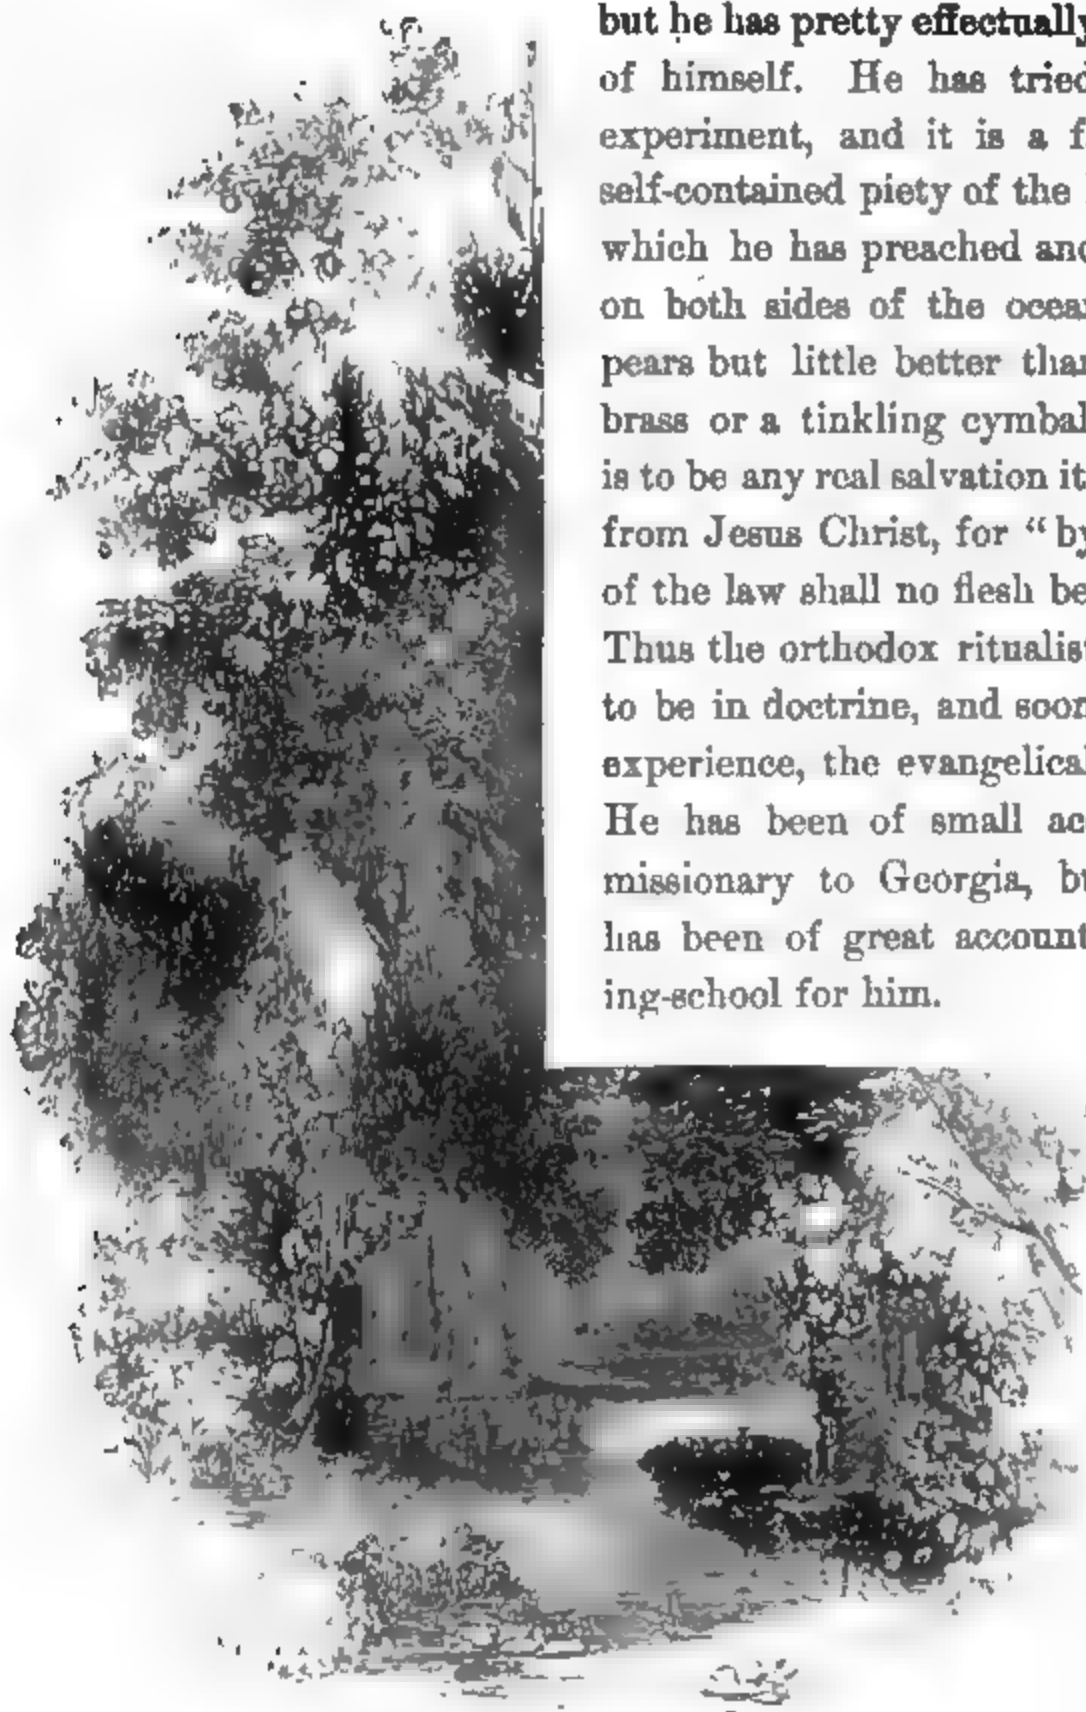 but he has pretty effectually
of himself. He has tried
experiment, and it is a f
self-contained piety of the
which he has preached and
on both sides of the ocean
pears but little better than
brass or a tinkling cymbal
is to be any real salvation it
from Jesus Christ, for “by
of the law shall no flesh be
Thus the orthodox ritualist
to be in doctrine, and soon
experience, the evangelical
He has been of small ac
missionary to Georgia, bu
has been of great account
ing-school for him.